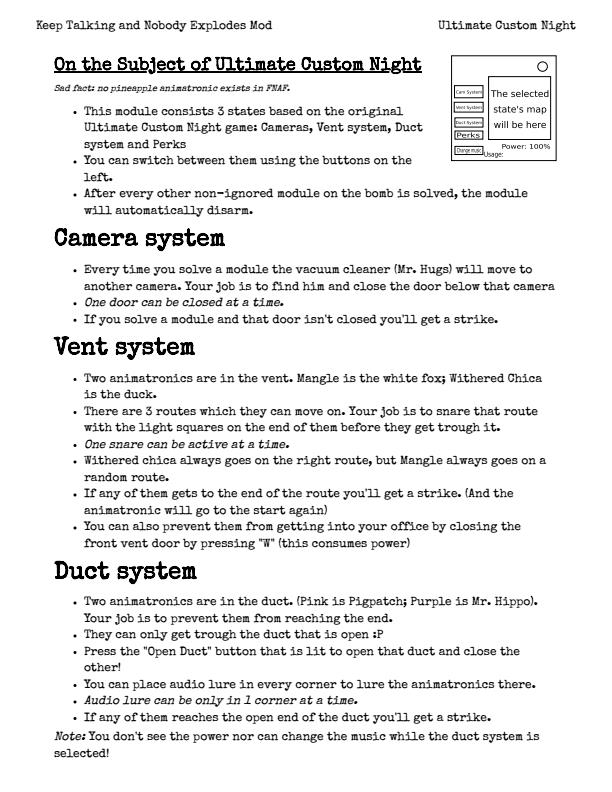 Keep Talking and Nobody Explodes Mod
Ultimate Custom Night
On the Subject of Ultimate Custom Night
Sad fact: no pineapple animatronic exists in FNAF.
• This module consists 3 states based on the original
Ultimate Custom Night game: Cameras, Vent system, Duct
system and Perks
• You can switch between them using the buttons on the
left.
• After every other non-ignored module on the bomb is solved, the module
will automatically disarm.
Cam System
Vent System
Duct System
Perks
Change music
The selected
state's map
will be here
Power: 100%
Usage:
Camera system
• Every time you solve a module the vacuum cleaner (Mr. Hugs) will move to
another camera. Your job is to find him and close the door below that camera
• One door can be closed at a time.
• If you solve a module and that door isn't closed you'll get a strike.
Vent system
• Two animatronics are in the vent. Mangle is the white fox; Withered Chica
is the duck.
• There are 3 routes which they can move on. Your job is to snare that route
with the light squares on the end of them before they get trough it.
• One snare can be active at a time.
• Withered chica always goes on the right route, but Mangle always goes on a
random route.
• If any of them gets to the end of the route you'll get a strike. (And the
animatronic will go to the start again)
• You can also prevent them from getting into your office by closing the
front vent door by pressing "W" (this consumes power)
Duct system
• Two animatronics are in the duct. (Pink is Pigpatch; Purple is Mr. Hippo).
Your job is to prevent them from reaching the end.
• They can only get trough the duct that is open :P
• Press the "Open Duct" button that is lit to open that duct and close the
other!
• You can place audio lure in every corner to lure the animatronics there.
• Audio lure can be only in 1 corner at a time.
• If any of them reaches the open end of the duct you'll get a strike.
Note: You don't see the power nor can change the music while the duct system is
selected!